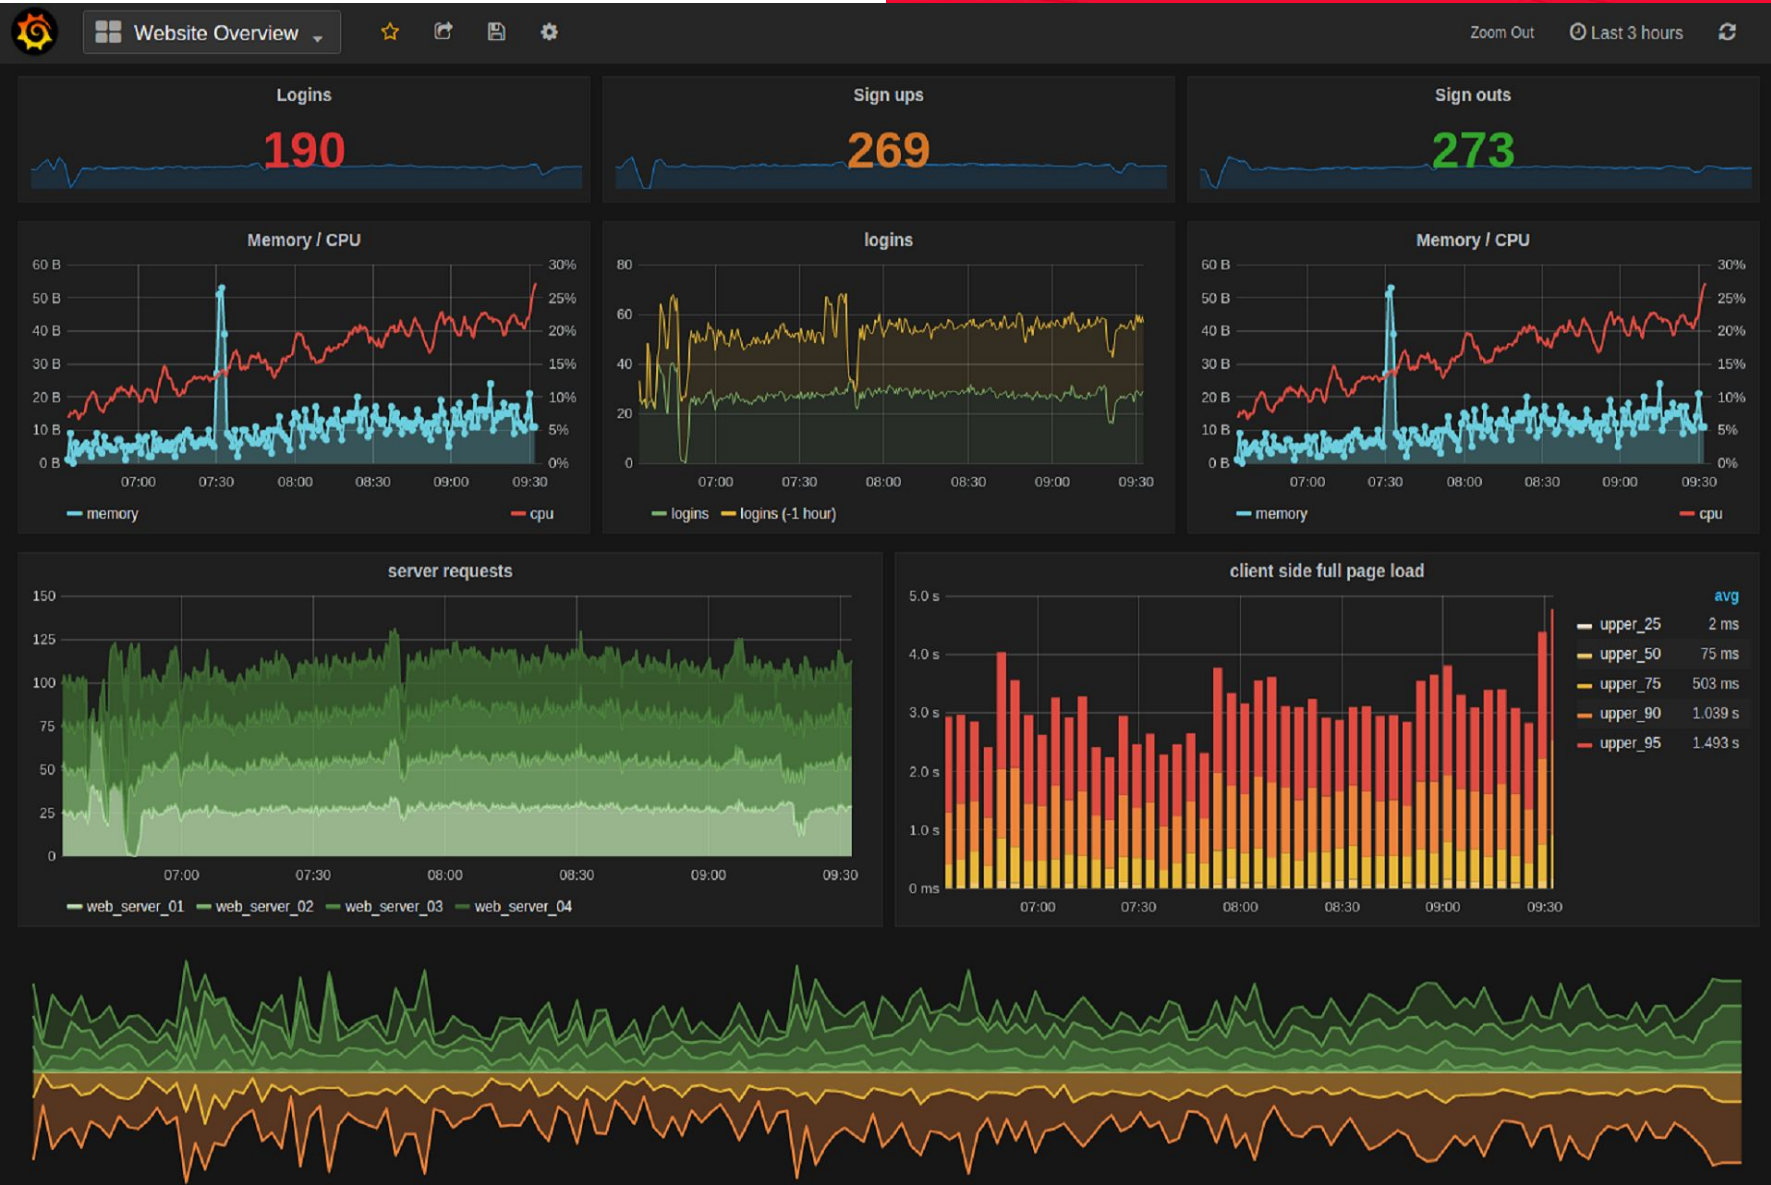 Website Overview
Zoom Out Last 3 hours
Logins
190
Sign ups
269
Sign outs
273
Memory / CPU
60 B
50 B
40 B
30 B
20 B
10 B
0 B
30%
25%
20%
15%
10%
5%
0%
07:00 07:30 08:00 08:30 09:00 09:30
memory cpu
logins
80
60
40
20
0
07:00 07:30 08:00 08:30 09:00 09:30
logins logins (-1 hour)
Memory / CPU
60 B
50 B
40 B
30 B
20 B
10 B
0 B
30%
25%
20%
15%
10%
5%
0%
07:00 07:30 08:00 08:30 09:00 09:30
memory cpu
server requests
150
125
100
75
50
25
0
07:00 07:30 08:00 08:30 09:00 09:30
web_server_01 web_server_02 web_server_03 web_server_04
client side full page load
5.0 s
4.0 s
3.0 s
2.0 s
1.0 s
0 ms
07:00 07:30 08:00 08:30 09:00 09:30
avg
upper_25 2 ms
upper_50 75 ms
upper_75 503 ms
upper_90 1.039 s
upper_95 1.493 s